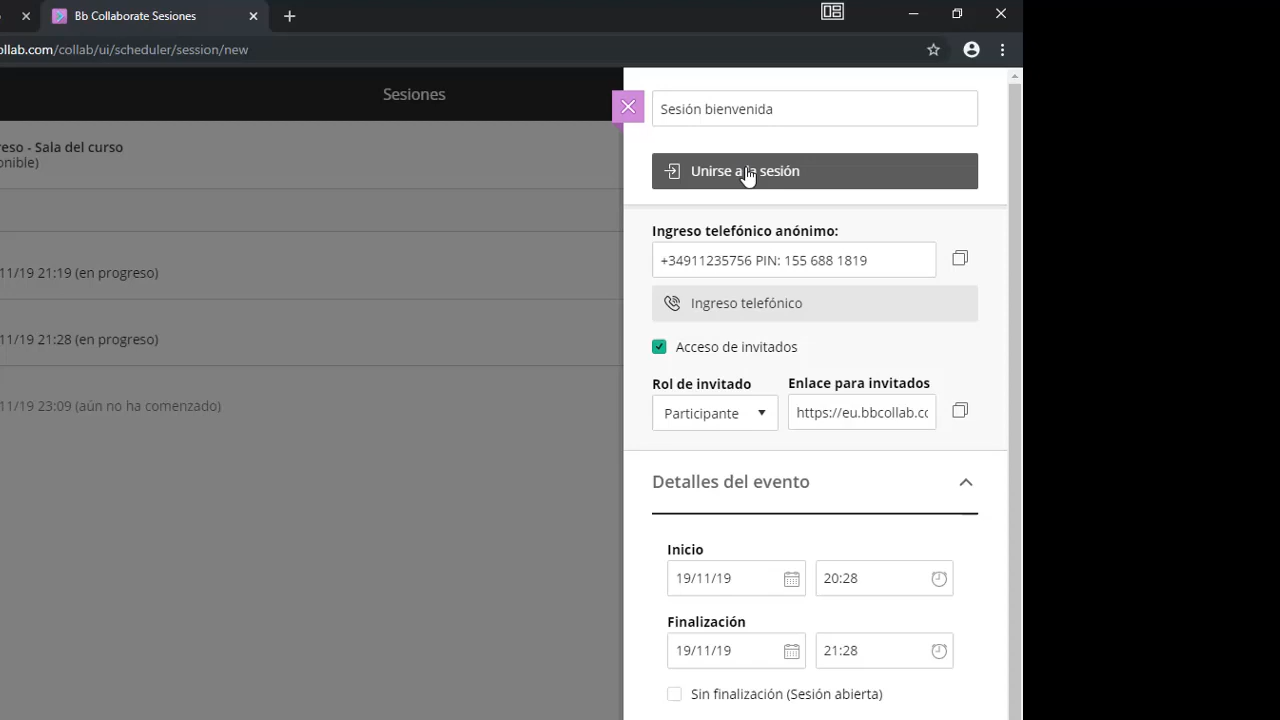 Bb Collaborate Sesiones
ollab.com/collab/ui/scheduler/session/new
Sesiones
reso - Sala del curso
onible)
11/19 21:19 (en progreso)
11/19 21:28 (en progreso)
11/19 23:09 (aún no ha comenzado)
Sesión bienvenida
Unirse a la sesión
Ingreso telefónico anónimo:
+34911235756 PIN: 155 688 1819
Ingreso telefónico
Acceso de invitados
Rol de invitado
Enlace para invitados
Participante
https://eu.bbcollab.cc
Detalles del evento
Inicio
19/11/19
20:28
Finalización
19/11/19
21:28
Sin finalización (Sesión abierta)